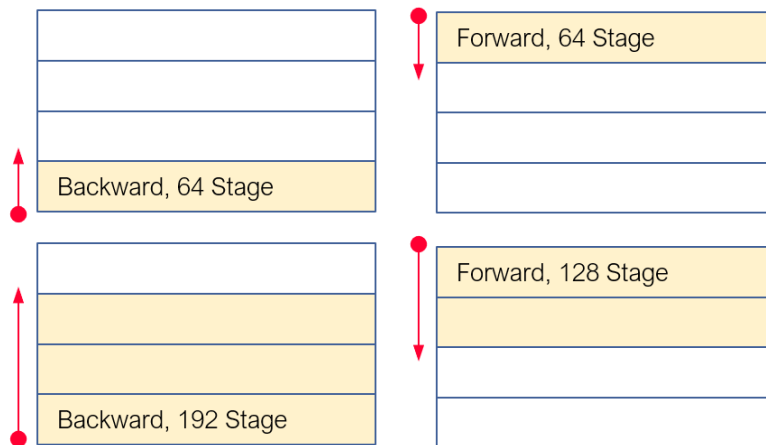 Forward, 64 Stage
Backward, 64 Stage
Forward, 128 Stage
Backward, 192 Stage